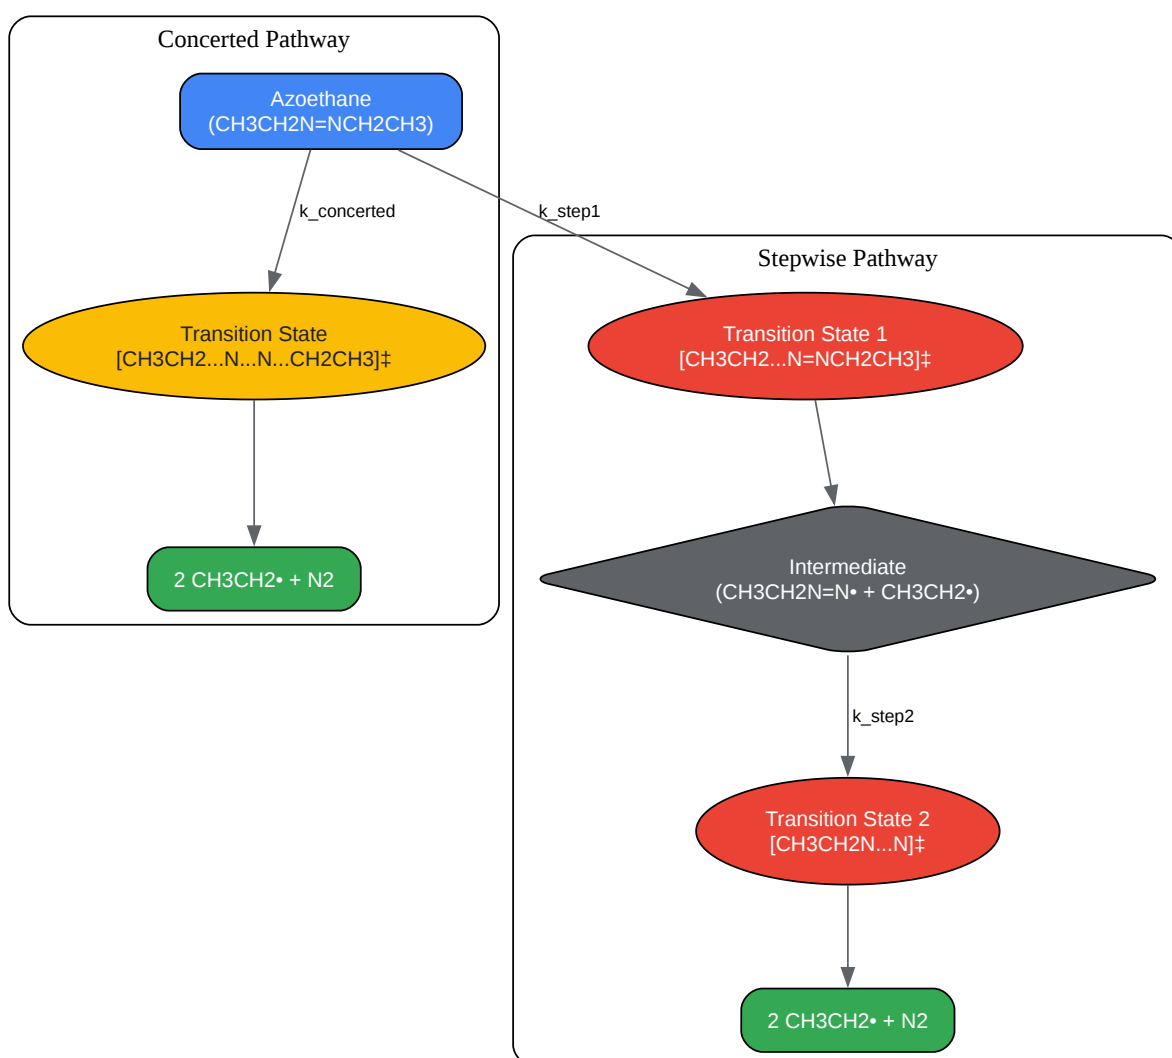 Concerted Pathway
Azoethane
(CH3CH2N=NCH2CH3)
k_concerted
k_step1
Stepwise Pathway
Transition State
[CH3CH2...N...N...CH2CH3]‡
Transition State 1
[CH3CH2...N=NCH2CH3]‡
2 CH3CH2• + N2
Intermediate
(CH3CH2N=N• + CH3CH2•)
k_step2
Transition State 2
[CH3CH2N...N]‡
2 CH3CH2• + N2